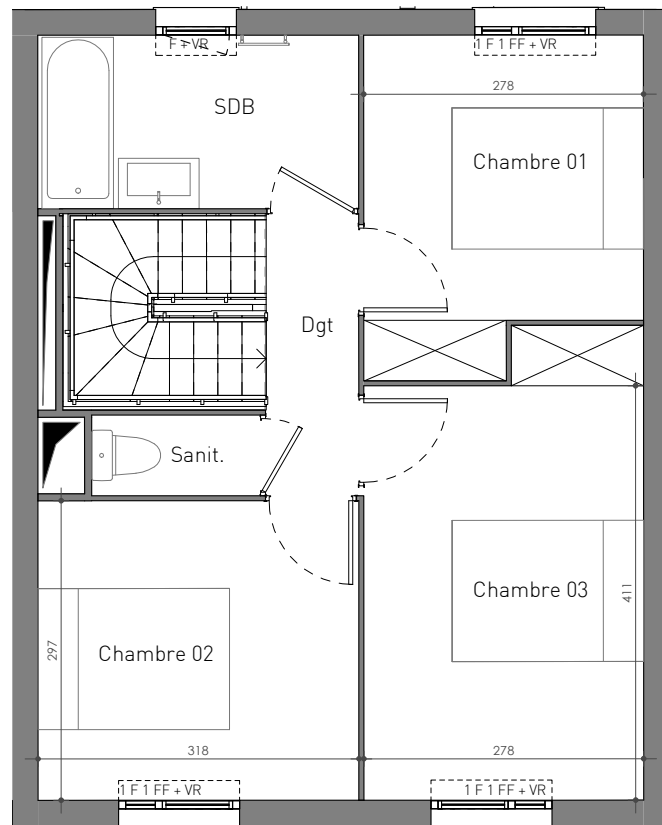 F + VR
1 F 1 FF + VR
278
SDB
Chambre 01
Dgt
Sanit.
Chambre 03
411
297
Chambre 02
318
278
1 F 1 FF + VR
1 F 1 FF + VR